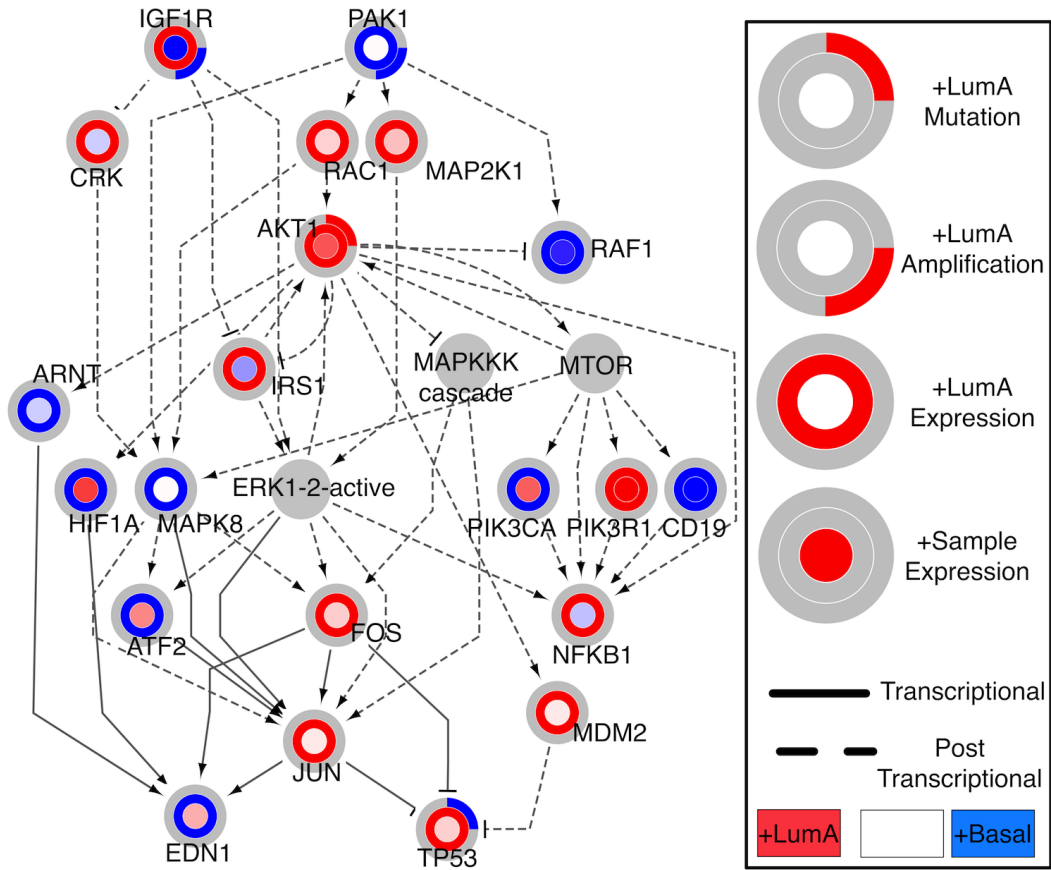 IGF1R
PAK1
CRK
RAC1
MAP2K1
AKT1
RAF1
ARNT
IRS1
MAPKKK
cascade
MTOR
HIF1A
MAPK8
ERK1-2-active
PIK3CA
PIK3R1
CD19
ATF2
FOS
NFKB1
MDM2
JUN
EDN1
TP53
+LumA
Mutation
+LumA
Amplification
+LumA
Expression
+Sample
Expression
Transcriptional
Post
Transcriptional
+LumA
+Basal